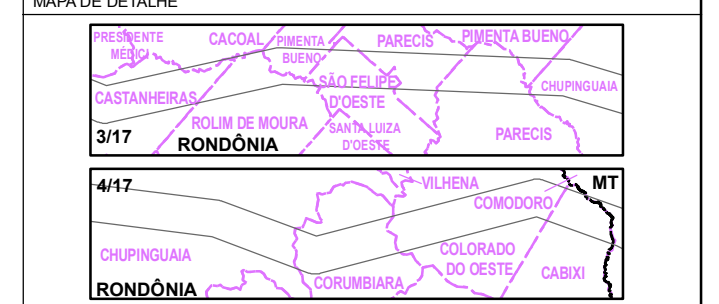 MAPA DE DETALHE
PRESIDENTE
MÉDICI
CACOAL
PIMENTA
BUENO
PARECIS
PIMENTA BUENO
CASTANHEIRAS
SÃO FELIPE
D'OESTE
CHUPINGUAIA
ROLIM DE MOURA
SANTA LUIZA
D'OESTE
PARECIS
3/17
RONDÔNIA
4/17
VILHENA
MT
COMODORO
CHUPINGUAIA
COLORADO
DO OESTE
CABIXI
CORUMBIARA
RONDÔNIA